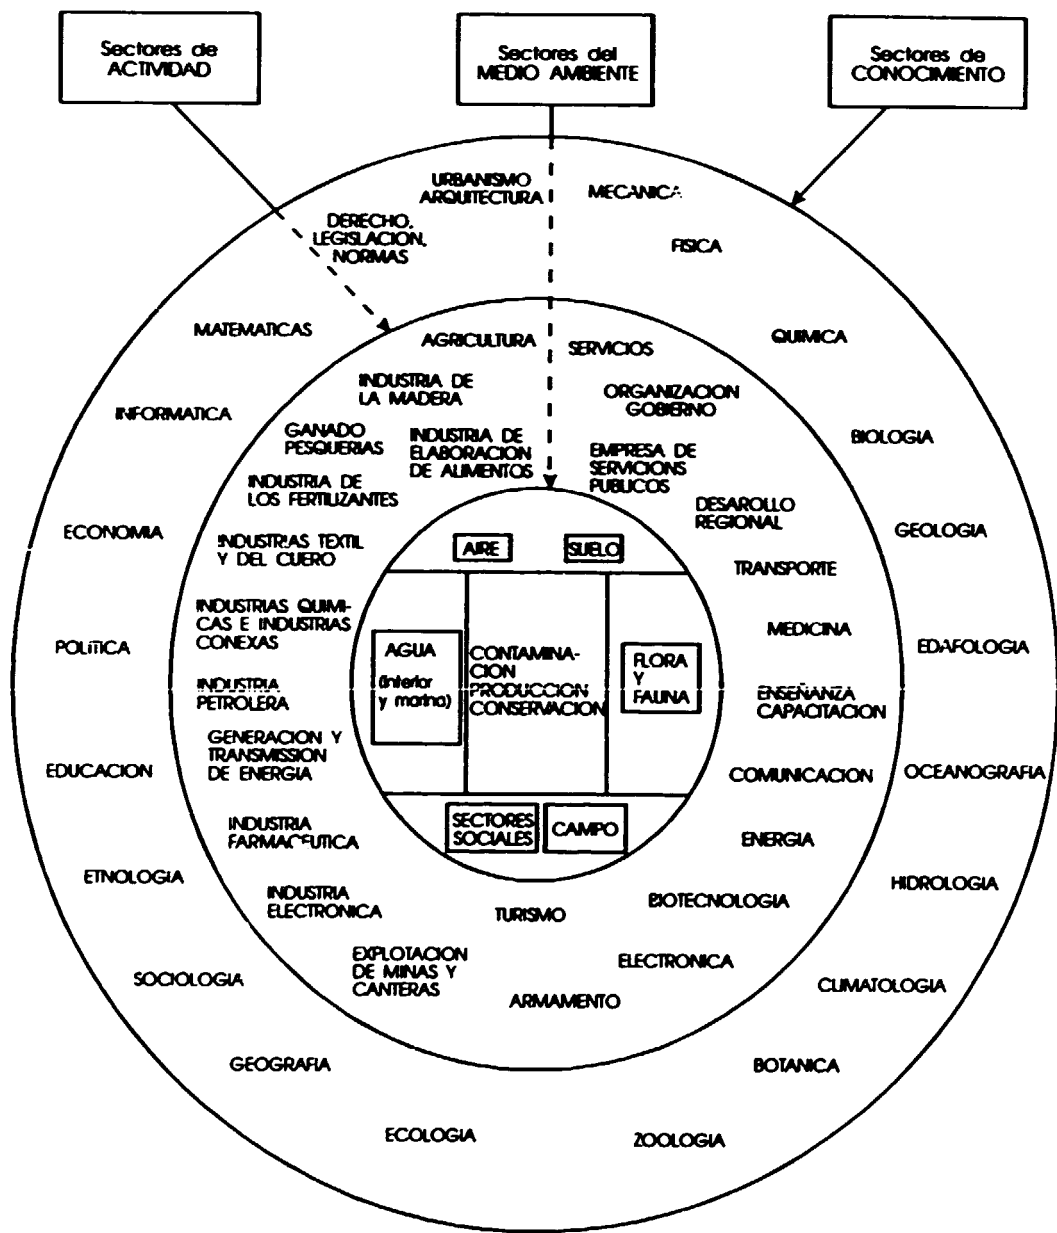 Sectores de
ACTIVIDAD
Sectores del
MEDIO AMBIENTE
Sectores de
CONOCIMIENTO
URBANISMO
ARQUITECTURA
MECANICA
DERECHO,
LEGISLACION,
NORMAS
FISICA
MATEMATICAS
QUIMICA
INFORMATICA
BIOLOGIA
ECONOMIA
GEOLOGIA
POLÍTICA
EDAFOLOGIA
EDUCACION
OCEANOGRAFIA
ETNOLOGIA
HIDROLOGIA
SOCIOLOGIA
CLIMATOLOGIA
GEOGRAFIA
BOTANICA
ECOLOGIA
ZOOLOGIA
AGRICULTURA
SERVICIOS
INDUSTRIA DE
LA MADERA
ORGANIZACION
GOBIERNO
GANADO
PESQUERIAS
INDUSTRIA DE
ELABORACION
DE ALIMENTOS
EMPRESA DE
SERVICIONS
PUBLICOS
INDUSTRIA DE
LOS FERTILIZANTES
DESAROLLO
REGIONAL
INDUSTRIAS TEXTIL
Y DEL CUERO
TRANSPORTE
INDUSTRIAS QUIMI-
CAS E INDUSTRIAS
CONEXAS
MEDICINA
INDUSTRIA
PETROLERA
ENSEÑANZA
CAPACITACION
GENERACION Y
TRANSMISSION
DE ENERGIA
COMUNICACION
INDUSTRIA
FARMACEUTICA
ENERGIA
INDUSTRIA
ELECTRONICA
TURISMO
BIOTECNOLOGIA
EXPLOTACION
DE MINAS Y
CANTERAS
ELECTRONICA
ARMAMENTO
AIRE
SUELO
AGUA
(interior
y marina)
CONTAMINA-
CION
PRODUCCION
CONSERVACION
FLORA
Y
FAUNA
SECTORES
SOCIALES
CAMPO